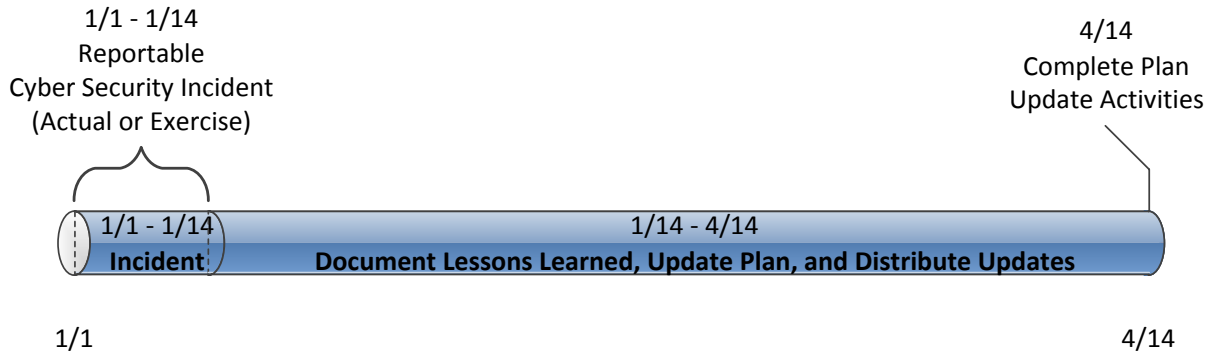 1/1 - 1/14
Reportable
Cyber Security Incident
(Actual or Exercise)
4/14
Complete Plan
Update Activities
1/1 - 1/14
Incident
1/14 - 4/14
Document Lessons Learned, Update Plan, and Distribute Updates
1/1
4/14